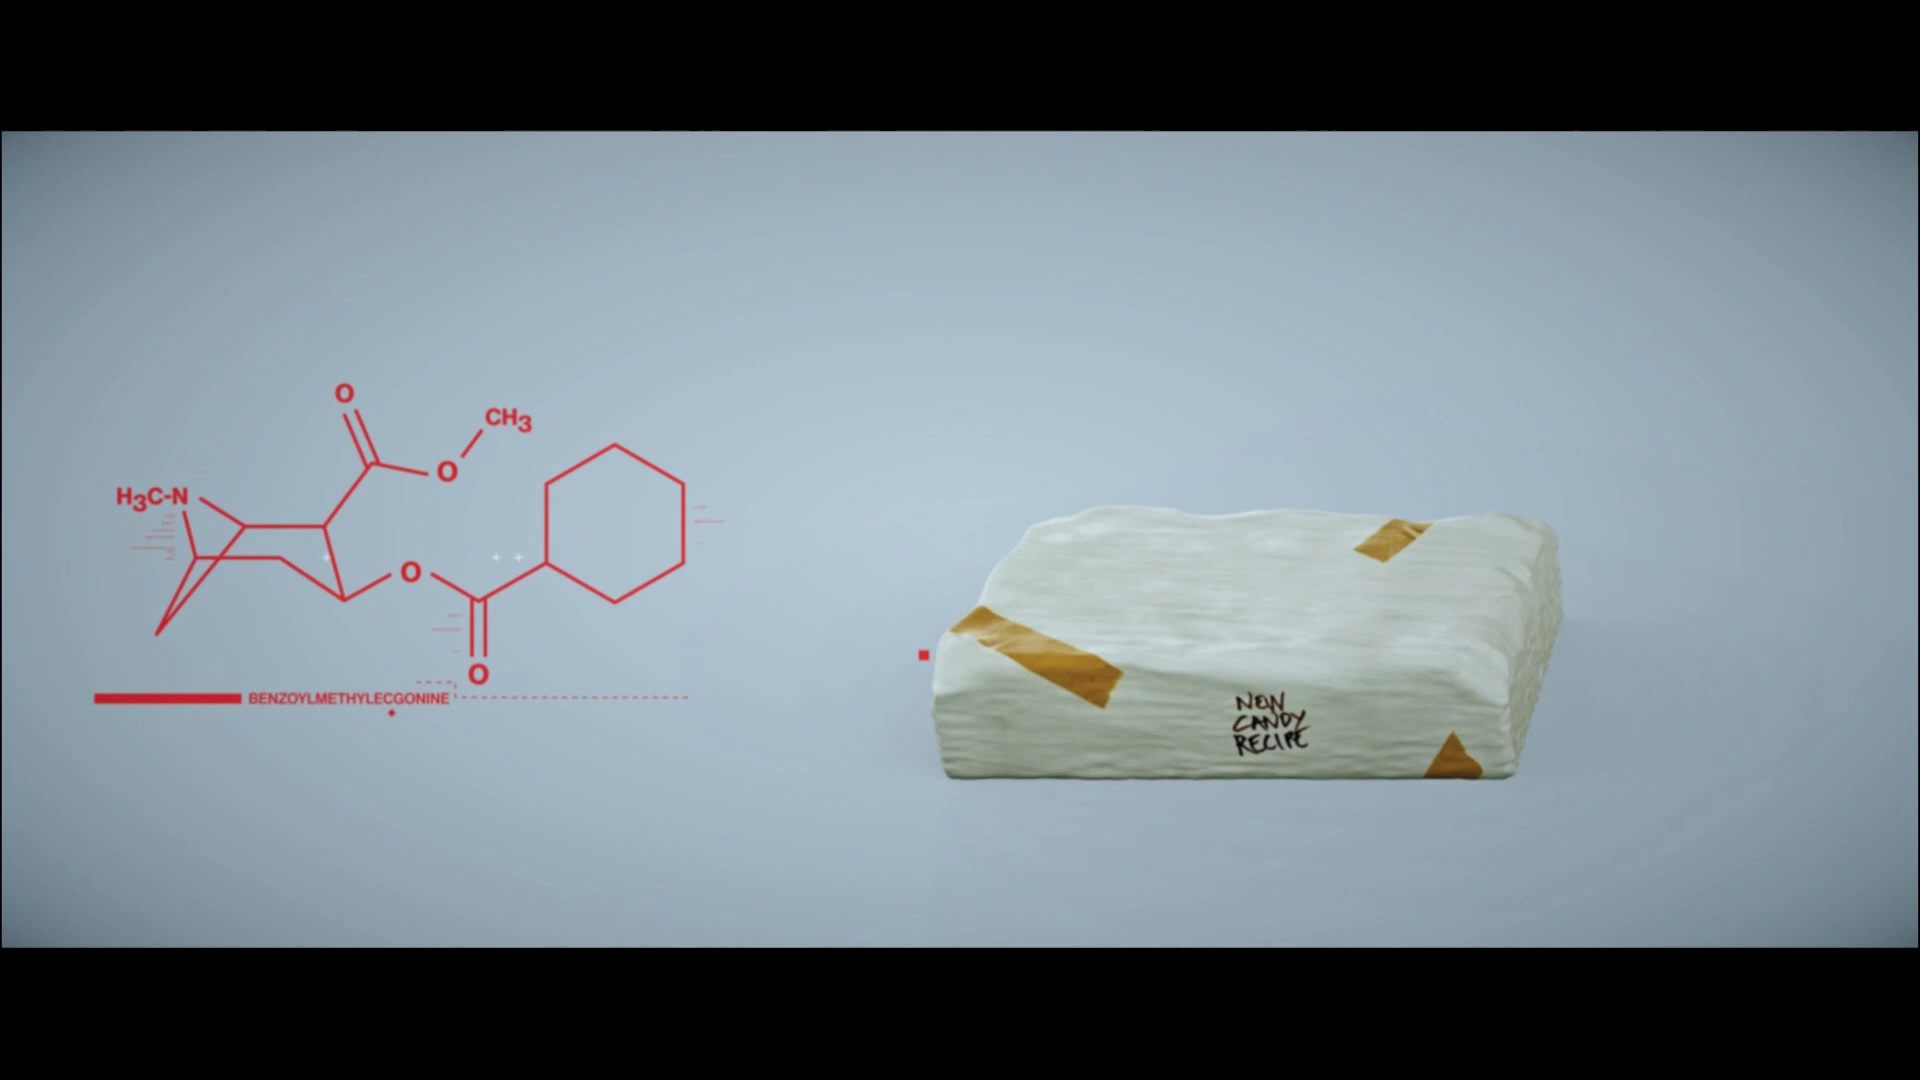 O
CH3
O
H3C-N
O
O
BENZOYLMETHYLECGONINE
NEW
CANDY
RECIPE